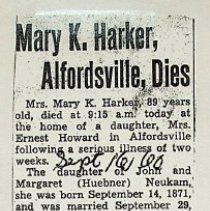 Mary K. Harker,
Alfordsville, Dies
Mrs. Mary K. Harker, 89 years
old, died at 9:15 a.m. today at
the home of a daughter, Mrs.
Ernest Howard in Alfordsville
following a serious illness of two
weeks. Sept 16, 60
The daughter of John and
Margaret (Huebner) Neukam,
she was born September 14, 1871,
and was married September 29,